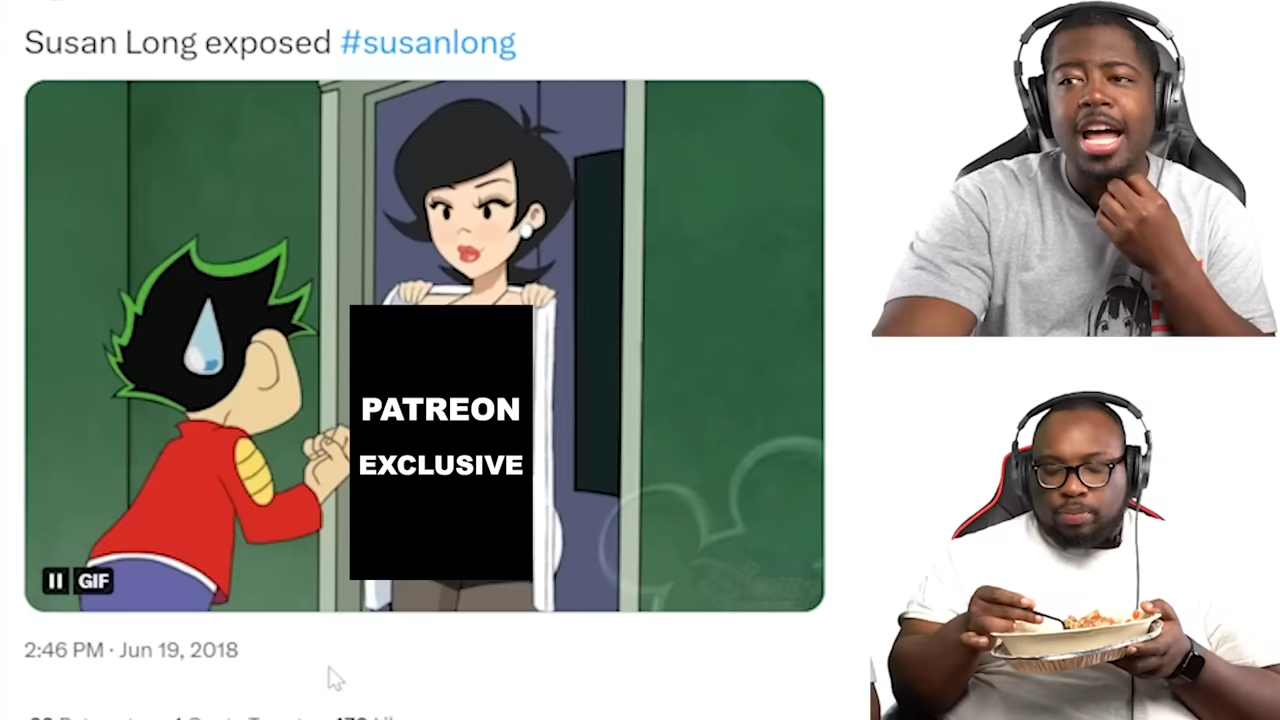 Susan Long exposed #susanlong
PATREON
EXCLUSIVE
GIF
2:46 PM · Jun 19, 2018